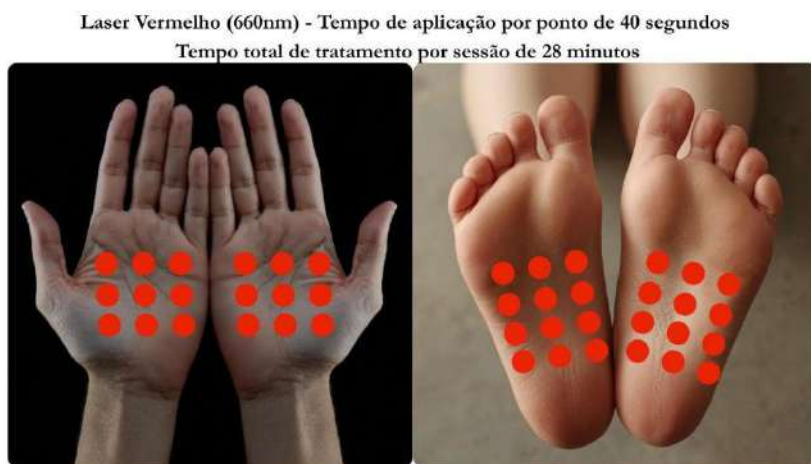 Laser Vermelho (660nm) - Tempo de aplicação por ponto de 40 segundos
Tempo total de tratamento por sessão de 28 minutos